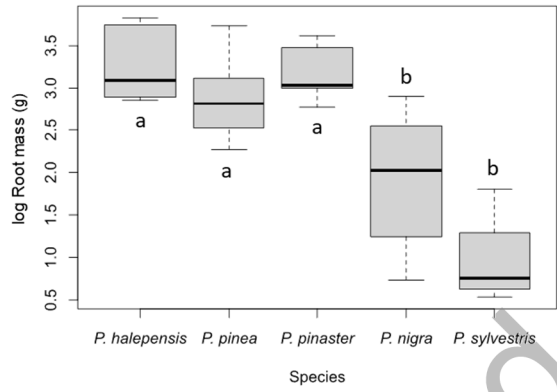 log Root mass (g)
3.5
3.0
2.5
2.0
1.5
1.0
0.5
a
a
a
b
b
P. halepensis P. pinea P. pinaster P. nigra P. sylvestris
Species